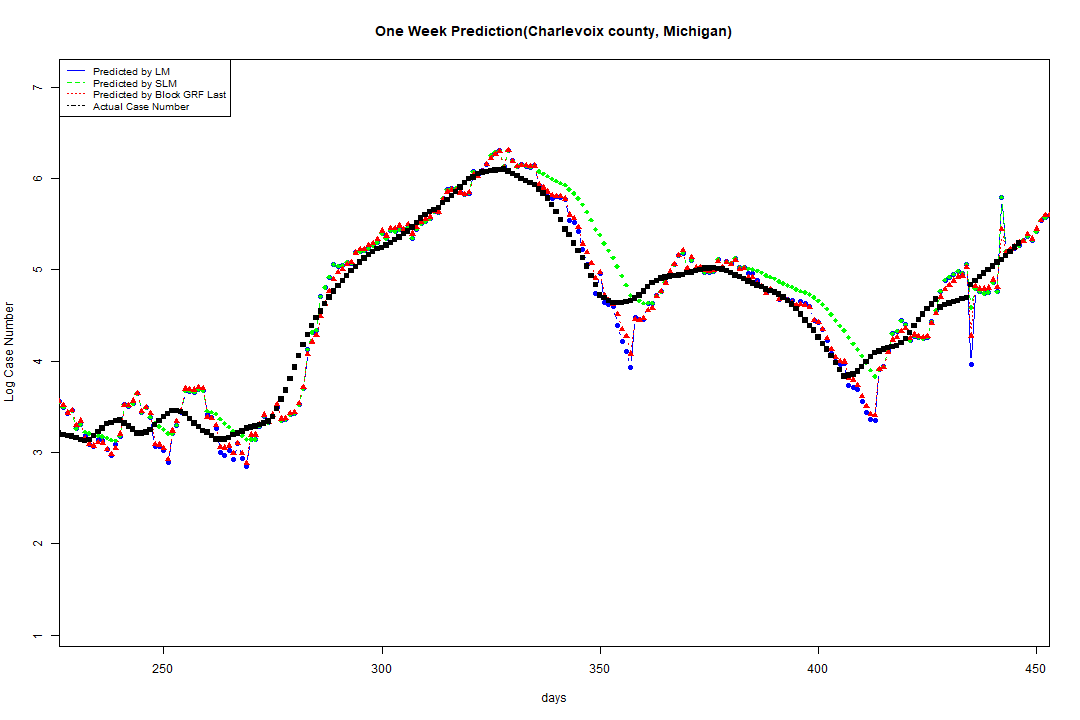 One Week Prediction(Charlevoix county, Michigan)
Predicted by LM
Predicted by SLM
Predicted by Block GRF Last
Actual Case Number
7
6
5
4
3
2
1
Log Case Number
250
300
350
400
450
days